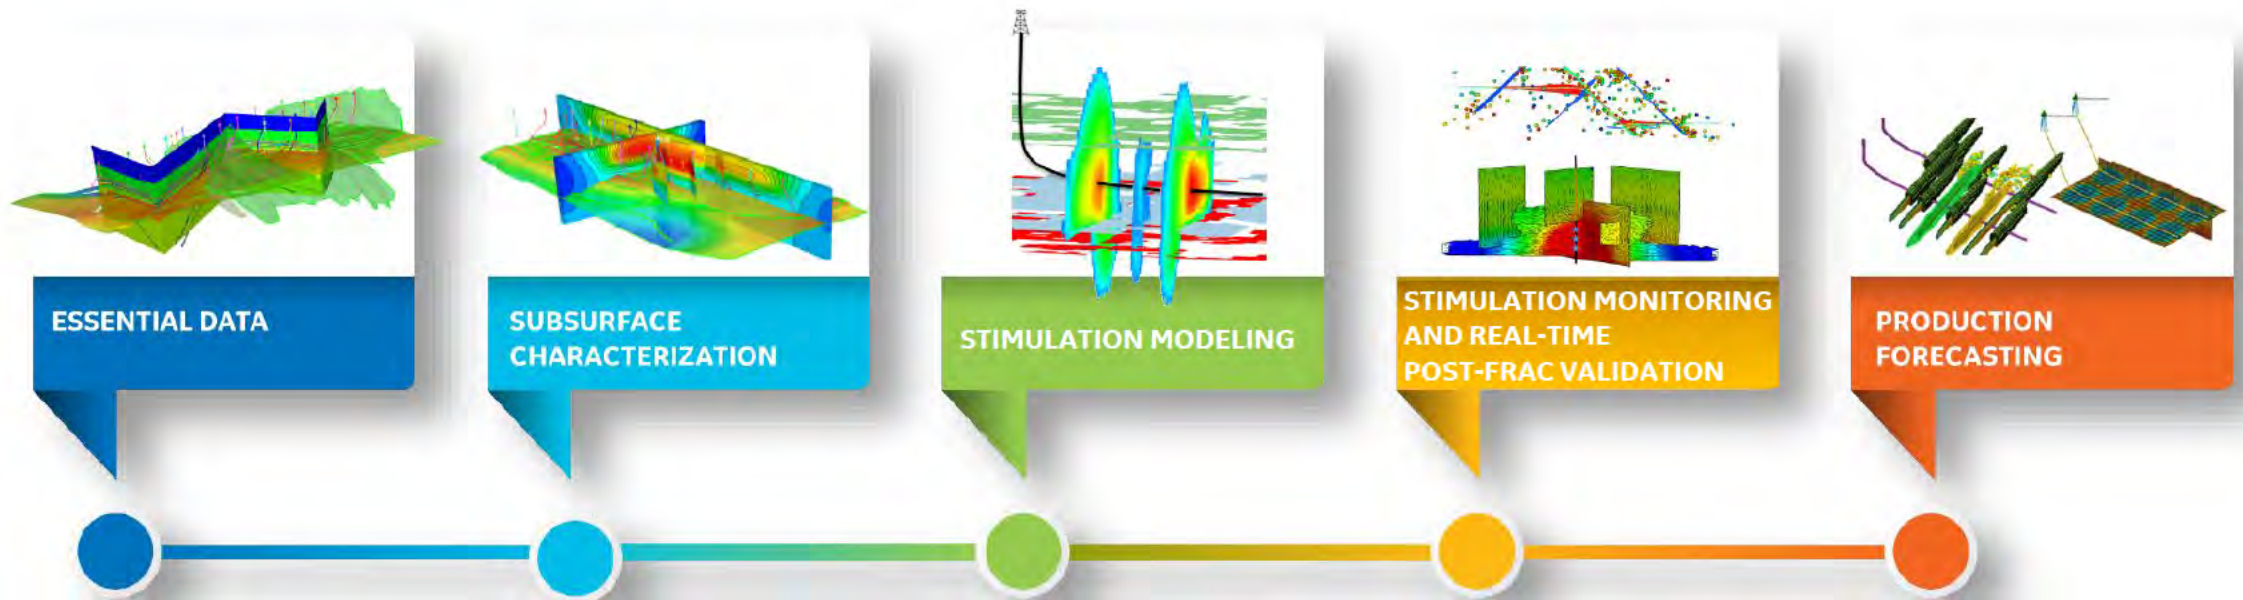 ESSENTIAL DATA
SUBSURFACE
CHARACTERIZATION
STIMULATION MODELING
STIMULATION MONITORING
AND REAL-TIME
POST-FRAC VALIDATION
PRODUCTION
FORECASTING